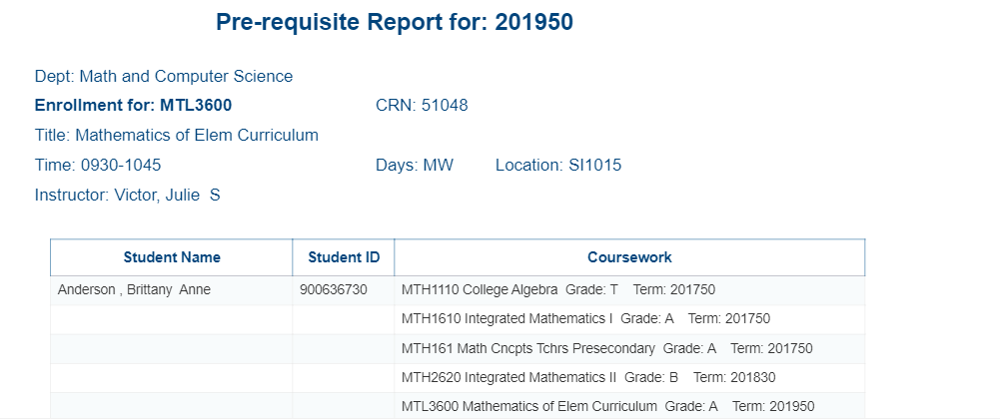 Pre-requisite Report for: 201950
Dept: Math and Computer Science
Enrollment for: MTL3600 CRN: 51048
Title: Mathematics of Elem Curriculum
Time: 0930-1045 Days: MW Location: SI1015
Instructor: Victor, Julie S
Student Name Student ID Coursework
Anderson , Brittany Anne 900636730 MTH1110 College Algebra Grade: T Term: 201750
MTH1610 Integrated Mathematics I Grade: A Term: 201750
MTH161 Math Cncpts Tchrs Presecondary Grade: A Term: 201750
MTH2620 Integrated Mathematics II Grade: B Term: 201830
MTL3600 Mathematics of Elem Curriculum Grade: A Term: 201950